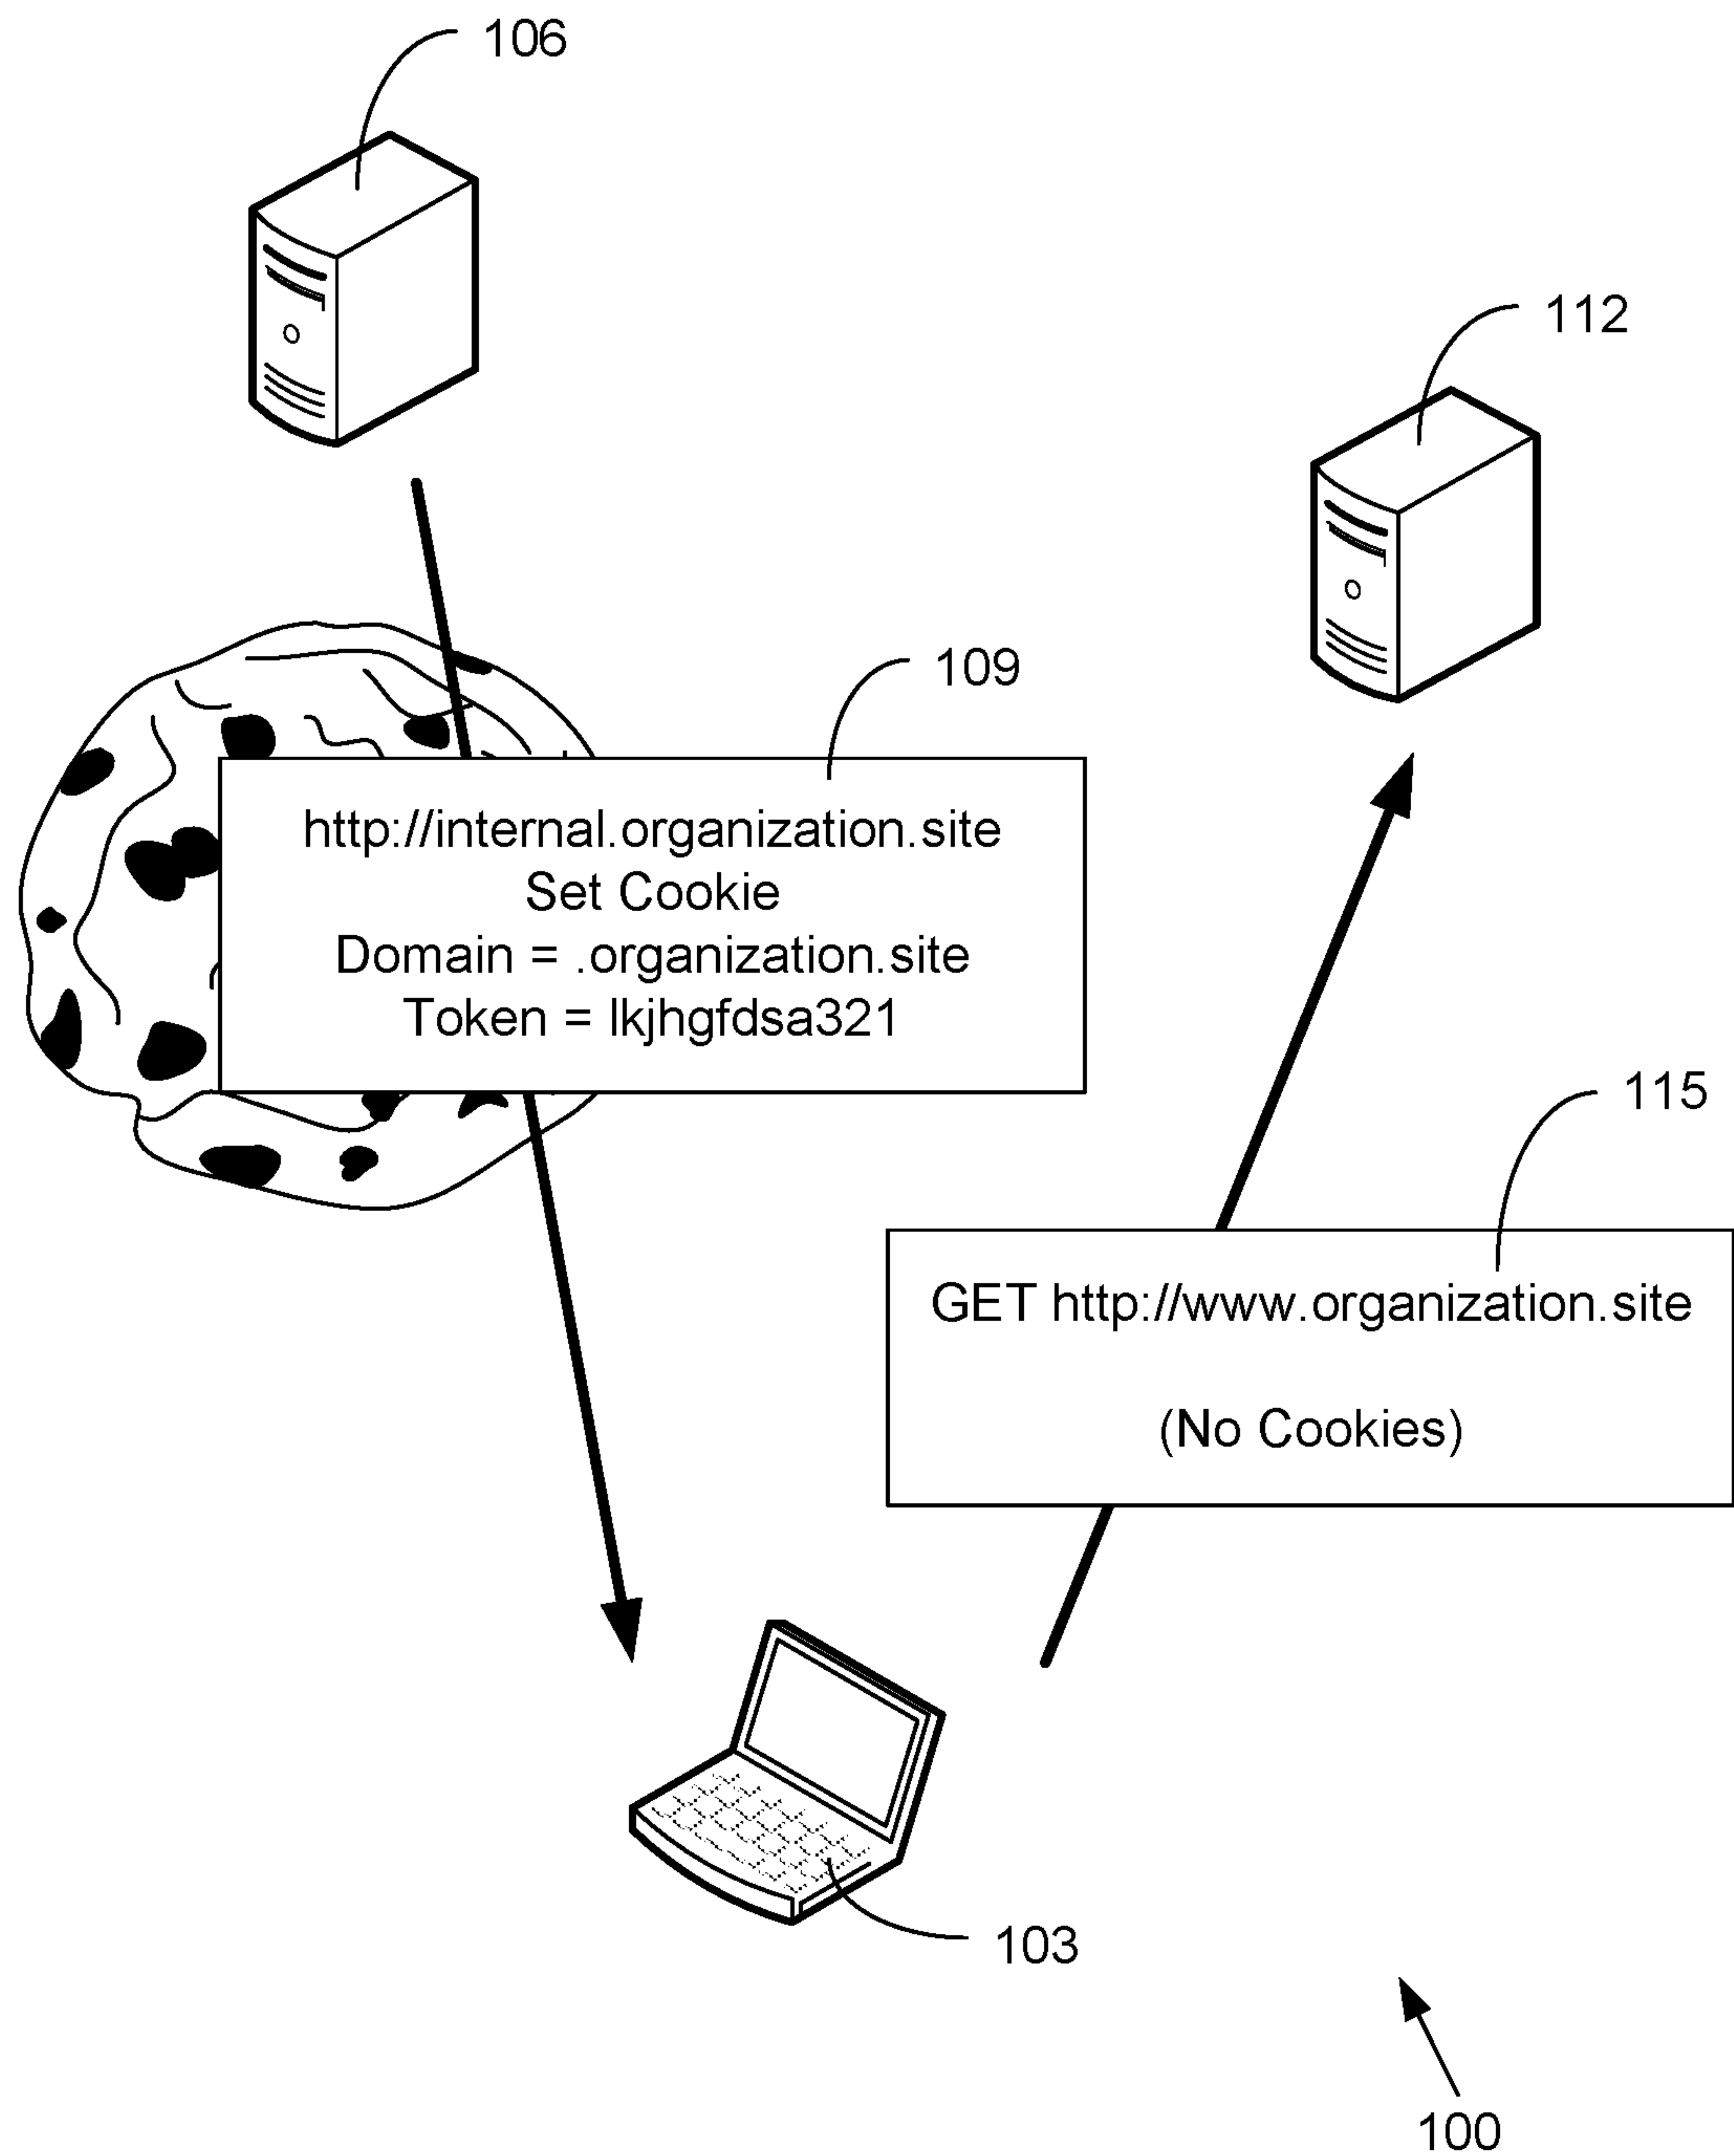 106
112
109
http://internal.organization.site
Set Cookie
Domain = .organization.site
Token = lkjhgfdsa321
115
GET http://www.organization.site
(No Cookies)
103
100